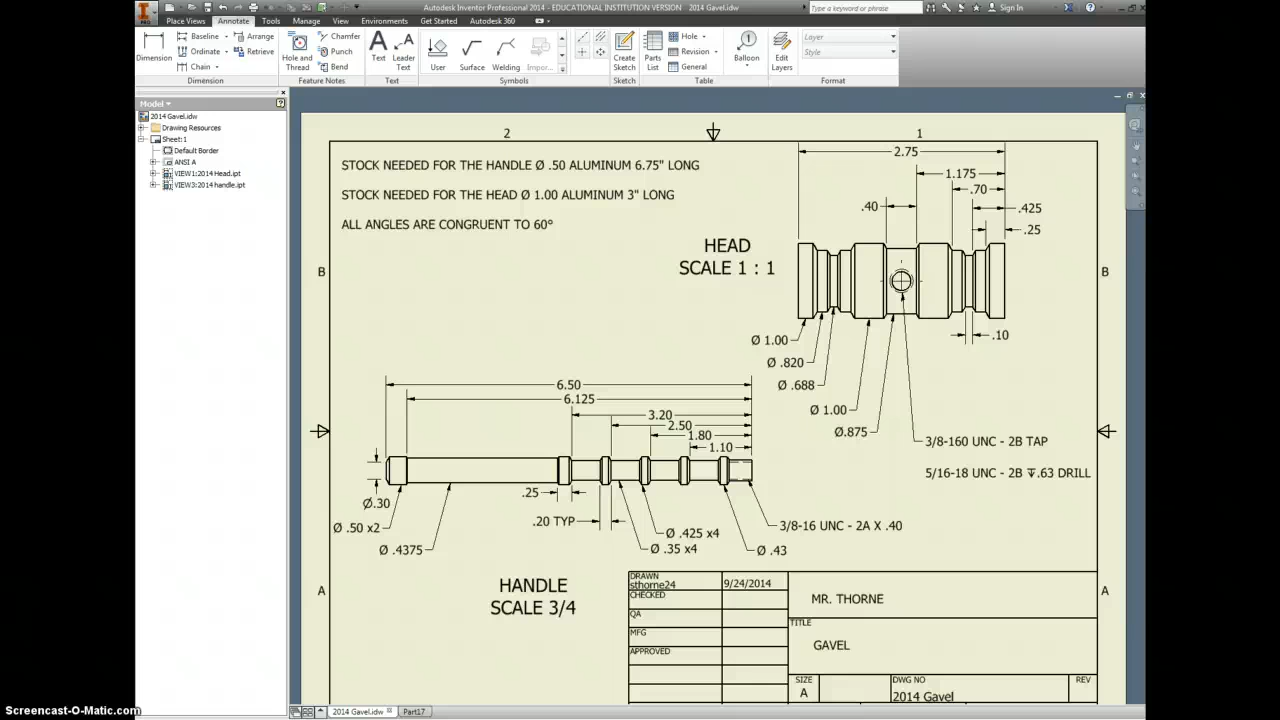 Autodesk Inventor Professional 2014 - EDUCATIONAL INSTITUTION VERSION 2014 Gavel.idw
Type a keyword or phrase
Sign In
PRO
Place Views
Annotate
Tools
Manage
View
Environments
Get Started
Autodesk 360
Dimension
Baseline
Ordinate
Chain
Arrange
Retrieve
Dimension
Hole and Thread
Chamfer
Punch
Bend
Feature Notes
Text
Leader Text
Text
User
Surface
Welding
Impor...
Symbols
Create Sketch
Sketch
Parts List
Hole
Revision
General
Table
Balloon
Edit Layers
Layer
Style
Format
Model
2014 Gavel.idw
Drawing Resources
Sheet:1
Default Border
ANSI A
VIEW1:2014 Head.ipt
VIEW3:2014 handle.ipt
2
1
STOCK NEEDED FOR THE HANDLE Ø .50 ALUMINUM 6.75" LONG
STOCK NEEDED FOR THE HEAD Ø 1.00 ALUMINUM 3" LONG
ALL ANGLES ARE CONGRUENT TO 60°
2.75
1.175
.70
.40
.425
.25
HEAD
SCALE 1 : 1
B
B
.10
Ø 1.00
Ø .820
Ø .688
Ø 1.00
Ø.875
3/8-160 UNC - 2B TAP
5/16-18 UNC - 2B ↧.63 DRILL
6.50
6.125
3.20
2.50
1.80
1.10
Ø.30
.25
.20 TYP
Ø .50 x2
Ø .4375
Ø .425 x4
Ø .35 x4
Ø .43
3/8-16 UNC - 2A X .40
HANDLE
SCALE 3/4
A
A
DRAWN
sthorne24
9/24/2014
CHECKED
QA
MFG
APPROVED
MR. THORNE
TITLE
GAVEL
SIZE
A
DWG NO
2014 Gavel
REV
2014 Gavel.idw
Part17
Screencast-O-Matic.com